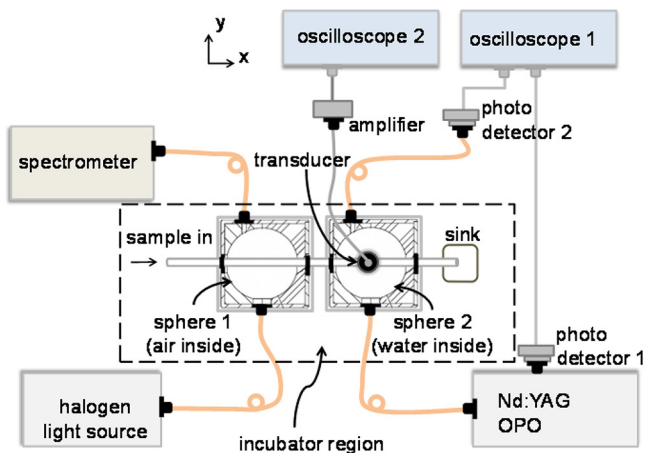 y
x
oscilloscope 2
oscilloscope 1
amplifier
photo
detector 2
transducer
spectrometer
sample in
sink
sphere 1
(air inside)
sphere 2
(water inside)
photo
detector 1
halogen
light source
Nd:YAG
OPO
incubator region